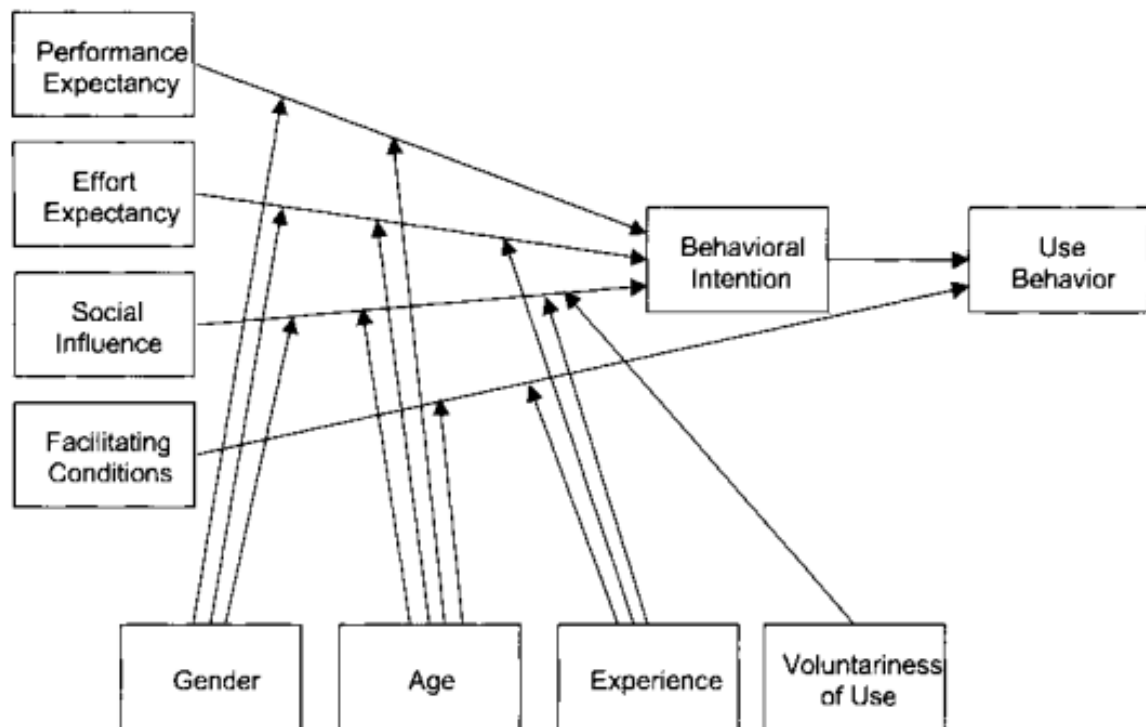 Performance
Expectancy
Effort
Expectancy
Social
Influence
Facilitating
Conditions
Behavioral
Intention
Use
Behavior
Gender
Age
Experience
Voluntariness
of Use